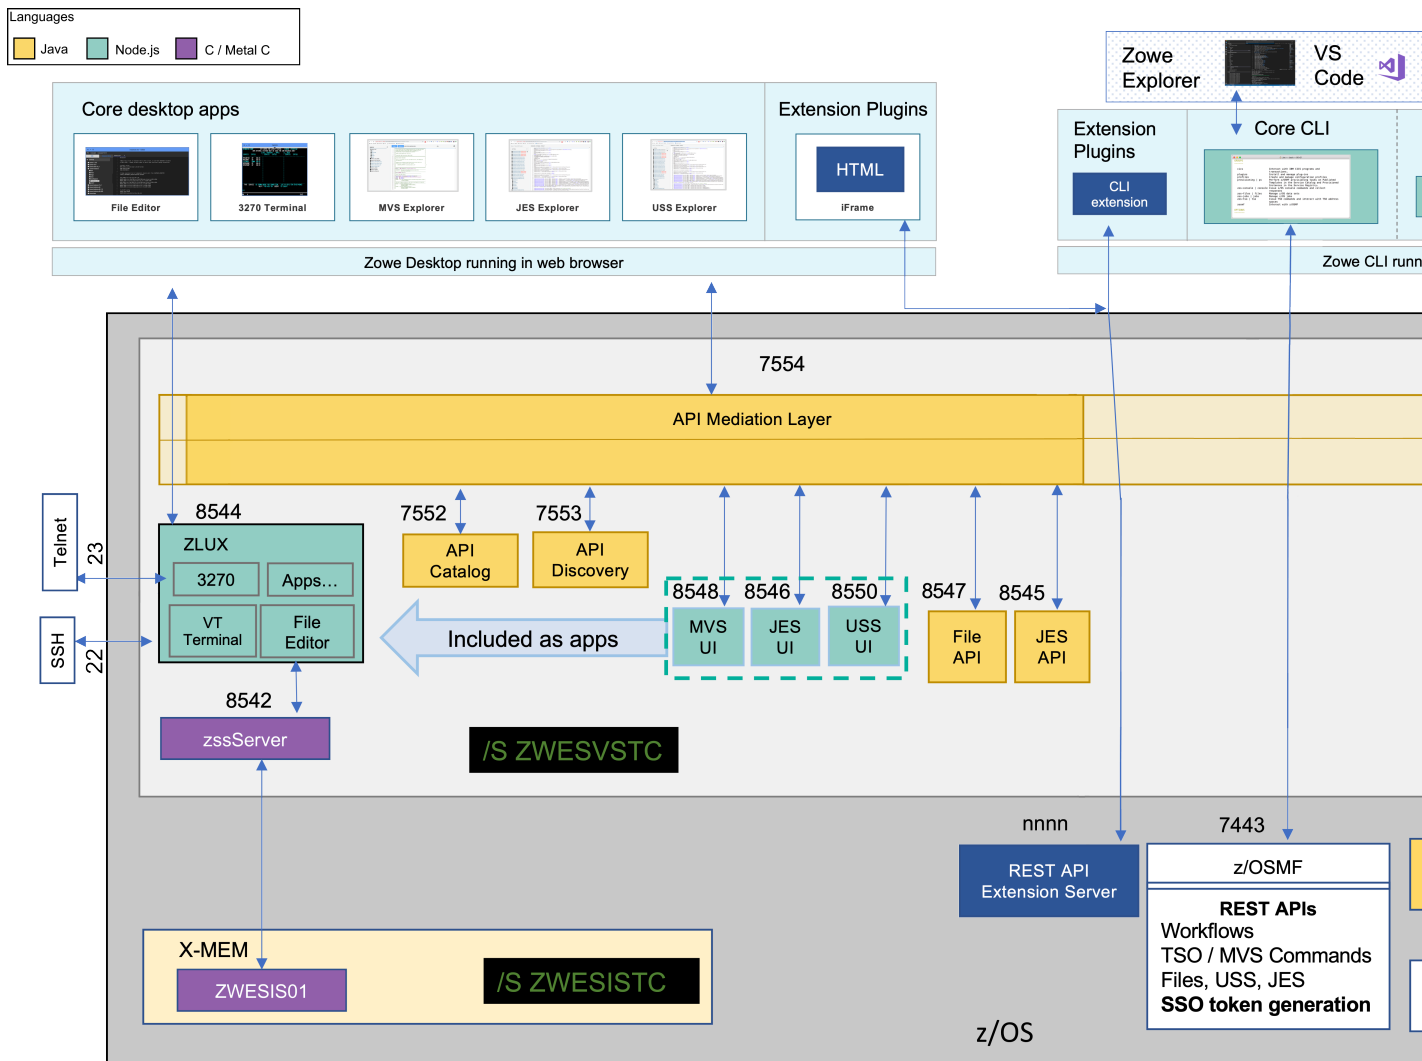 Languages
Java
Node.js
C / Metal C
Zowe
Explorer
VS
Code
Core desktop apps
Extension Plugins
File Editor
3270 Terminal
MVS Explorer
JES Explorer
USS Explorer
HTML
iFrame
Extension
Plugins
Core CLI
CLI
extension
Zowe Desktop running in web browser
Zowe CLI runn
7554
API Mediation Layer
Telnet
23
SSH
22
8544
ZLUX
3270
Apps...
VT
Terminal
File
Editor
7552
API
Catalog
7553
API
Discovery
Included as apps
8548
MVS
UI
8546
JES
UI
8550
USS
UI
8547
File
API
8545
JES
API
8542
zssServer
/S ZWESVSTC
nnnn
REST API
Extension Server
7443
z/OSMF
REST APIs
Workflows
TSO / MVS Commands
Files, USS, JES
SSO token generation
X-MEM
ZWESIS01
/S ZWESISTC
z/OS